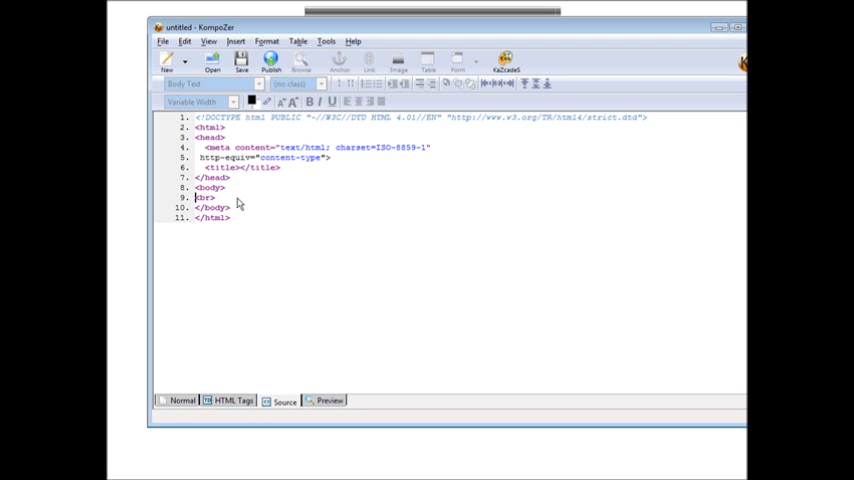 untitled - KompoZer
File Edit View Insert Format Table Tools Help
New Open Save Publish Browse Anchor Link Image Table Form KaZcadeS
Body Text (no class)
Variable Width A A B I U
1. <!DOCTYPE html PUBLIC "-//W3C//DTD HTML 4.01//EN" "http://www.w3.org/TR/html4/strict.dtd">
2. <html>
3. <head>
4. <meta content="text/html; charset=ISO-8859-1"
5. http-equiv="content-type">
6. <title></title>
7. </head>
8. <body>
9. <br>
10. </body>
11. </html>
Normal HTML Tags Source Preview